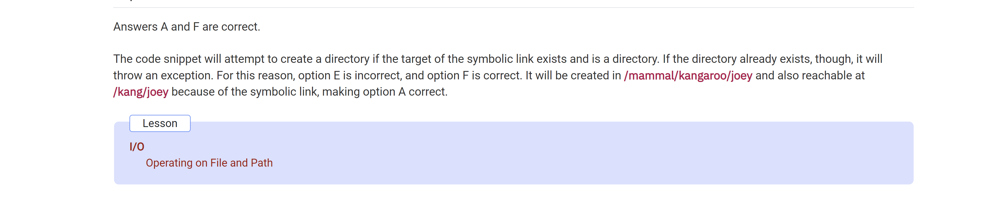 Answers A and F are correct.
The code snippet will attempt to create a directory if the target of the symbolic link exists and is a directory. If the directory already exists, though, it will
throw an exception. For this reason, option E is incorrect, and option F is correct. It will be created in /mammal/kangaroo/joey and also reachable at
/kang/joey because of the symbolic link, making option A correct.
Lesson
I/O
Operating on File and Path